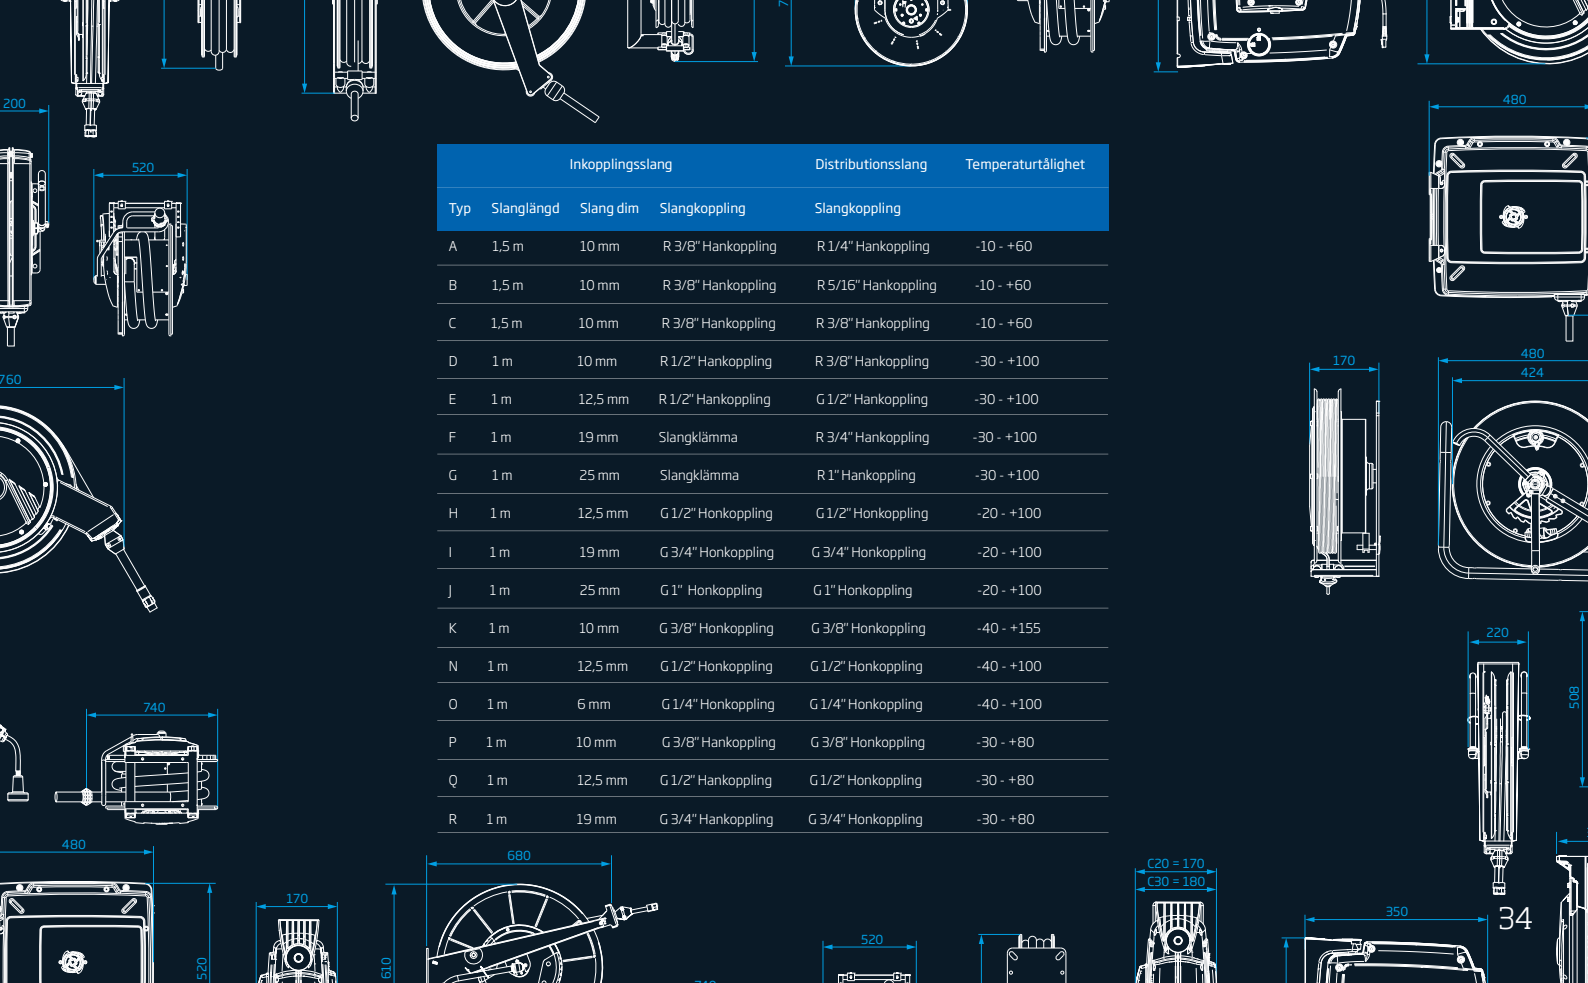 200
520
480
Inkopplingsslang Distributionsslang Temperaturtålighet
Typ Slanglängd Slang dim Slangkoppling Slangkoppling
A 1,5 m 10 mm R 3/8" Hankoppling R 1/4" Hankoppling -10 - +60
B 1,5 m 10 mm R 3/8" Hankoppling R 5/16" Hankoppling -10 - +60
C 1,5 m 10 mm R 3/8" Hankoppling R 3/8" Hankoppling -10 - +60
D 1 m 10 mm R 1/2" Hankoppling R 3/8" Hankoppling -30 - +100
E 1 m 12,5 mm R 1/2" Hankoppling G 1/2" Hankoppling -30 - +100
F 1 m 19 mm Slangklämma R 3/4" Hankoppling -30 - +100
G 1 m 25 mm Slangklämma R 1" Hankoppling -30 - +100
H 1 m 12,5 mm G 1/2" Honkoppling G 1/2" Honkoppling -20 - +100
I 1 m 19 mm G 3/4" Honkoppling G 3/4" Honkoppling -20 - +100
J 1 m 25 mm G 1" Honkoppling G 1" Honkoppling -20 - +100
K 1 m 10 mm G 3/8" Honkoppling G 3/8" Honkoppling -40 - +155
N 1 m 12,5 mm G 1/2" Honkoppling G 1/2" Honkoppling -40 - +100
O 1 m 6 mm G 1/4" Honkoppling G 1/4" Honkoppling -40 - +100
P 1 m 10 mm G 3/8" Hankoppling G 3/8" Honkoppling -30 - +80
Q 1 m 12,5 mm G 1/2" Hankoppling G 1/2" Honkoppling -30 - +80
R 1 m 19 mm G 3/4" Hankoppling G 3/4" Honkoppling -30 - +80
760
170
480
424
220
508
740
480
520
170
680
610
520
C20 = 170
C30 = 180
350
34